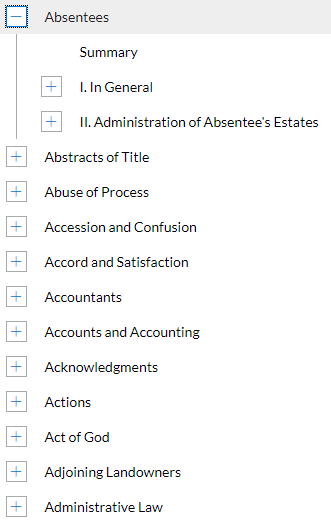 Absentees
Summary
I. In General
II. Administration of Absentee's Estates
Abstracts of Title
Abuse of Process
Accession and Confusion
Accord and Satisfaction
Accountants
Accounts and Accounting
Acknowledgments
Actions
Act of God
Adjoining Landowners
Administrative Law